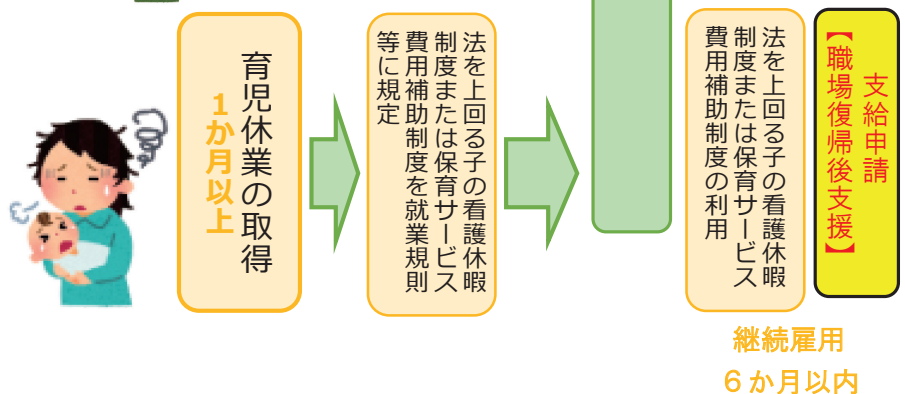 育児休業の取得
1か月以上
法を上回る子の看護休暇
制度または保育サービス
費用補助制度を就業規則
等に規定
法を上回る子の看護休暇
制度または保育サービス
費用補助制度の利用
支給申請
【職場復帰後支援】
継続雇用
6か月以内